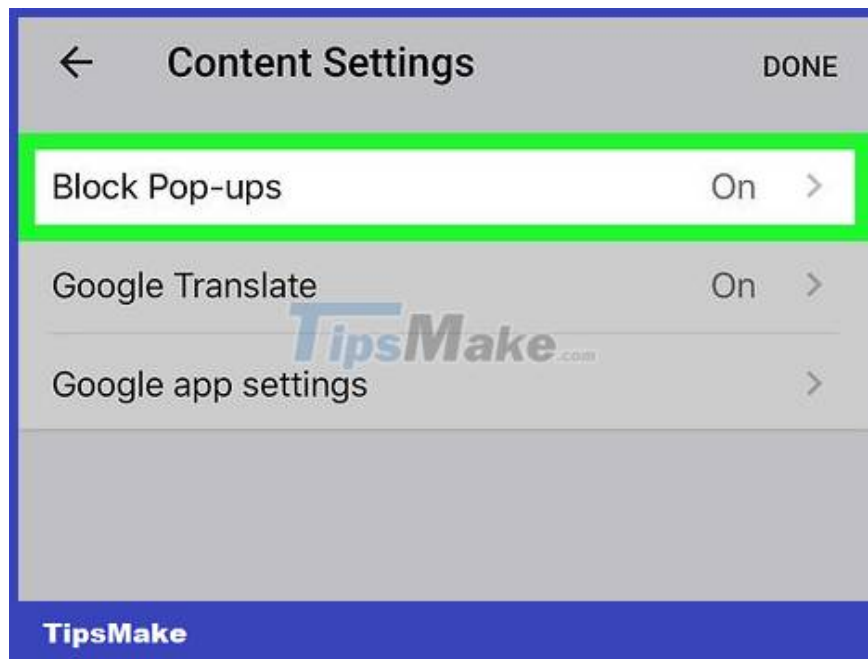 Content Settings DONE
Block Pop-ups On
Google Translate On
TipsMake.com
Google app settings
TipsMake